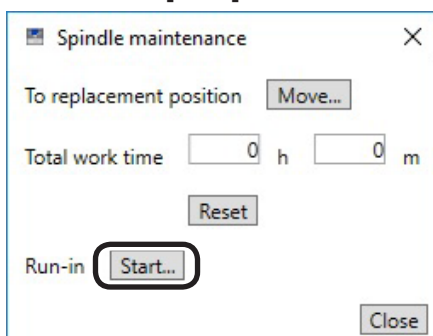 Spindle maintenance
To replacement position Move...
Total work time 0 h 0 m
Reset
Run-in Start...
Close